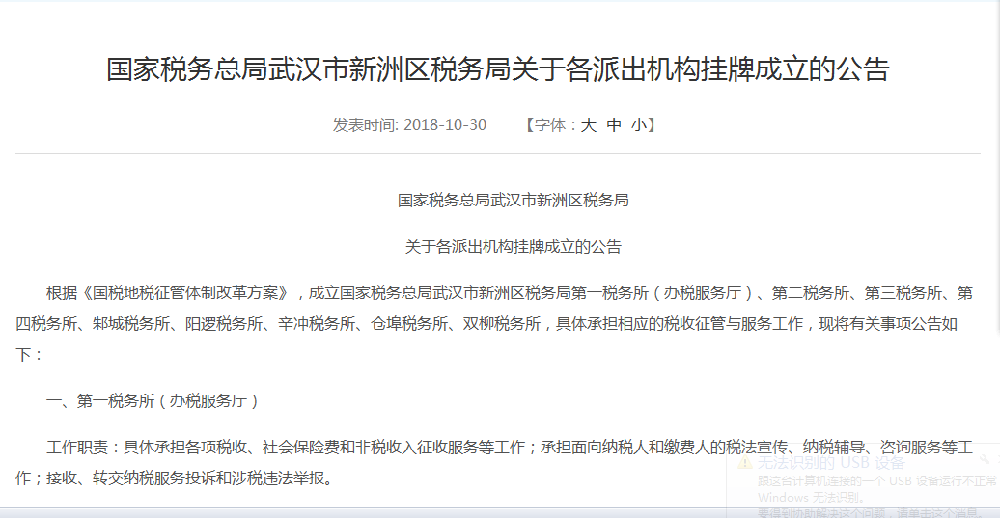 国家税务总局武汉市新洲区税务局关于各派出机构挂牌成立的公告
发表时间: 2018-10-30 【字体：大 中 小】
国家税务总局武汉市新洲区税务局
关于各派出机构挂牌成立的公告
根据《国税地税征管体制改革方案》，成立国家税务总局武汉市新洲区税务局第一税务所（办税服务厅）、第二税务所、第三税务所、第
四税务所、邾城税务所、阳逻税务所、辛冲税务所、仓埠税务所、双柳税务所，具体承担相应的税收征管与服务工作，现将有关事项公告如
下：
一、第一税务所（办税服务厅）
工作职责：具体承担各项税收、社会保险费和非税收入征收服务等工作；承担面向纳税人和缴费人的税法宣传、纳税辅导、咨询服务等工
作；接收、转交纳税服务投诉和涉税违法举报。
无法识别的 USB 设备
跟这台计算机连接的一个 USB 设备运行不正常
Windows 无法识别。
要得到协助解决这个问题，请单击这个消息。